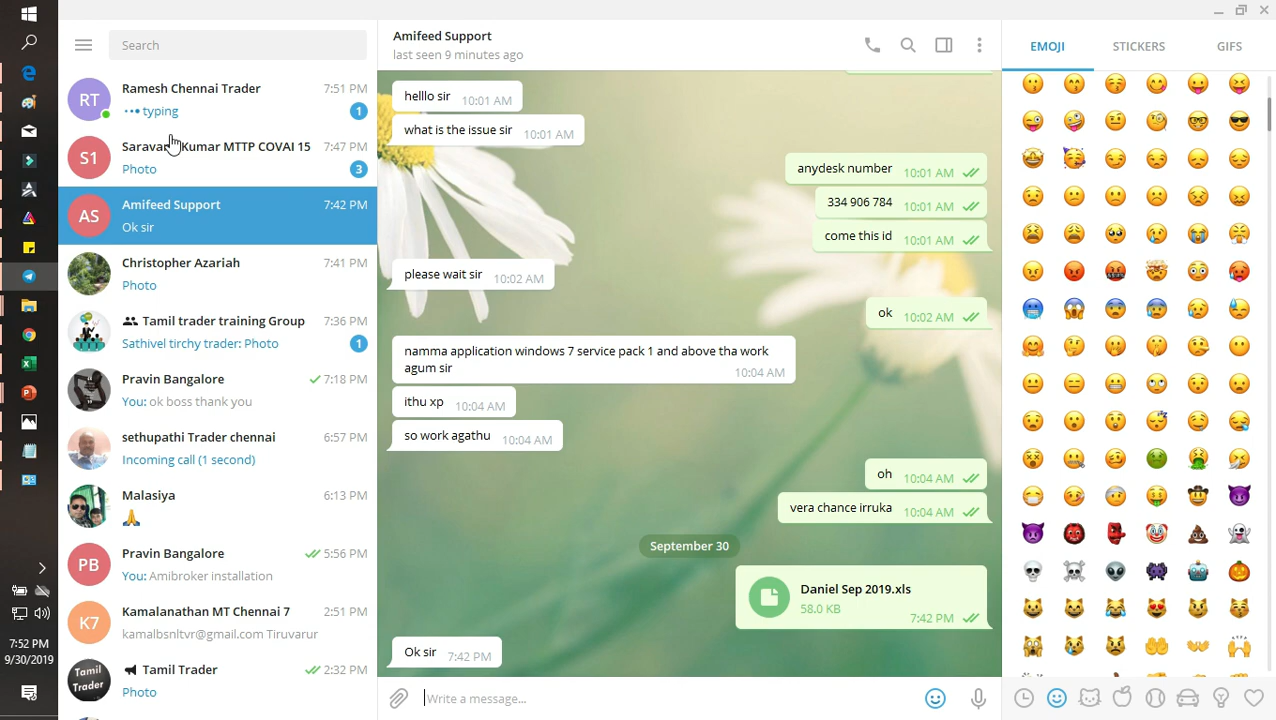 Search
Ramesh Chennai Trader 7:51 PM
RT
typing 1
Saravan Kumar MTTP COVAI 15 7:47 PM
S1
Photo 3
Amifeed Support 7:42 PM
AS
Ok sir
Christopher Azariah 7:41 PM
Photo
Tamil trader training Group 7:36 PM
Sathivel tirchy trader: Photo 1
Pravin Bangalore 7:18 PM
You: ok boss thank you
sethupathi Trader chennai 6:57 PM
Incoming call (1 second)
Malasiya 6:13 PM
🙏
Pravin Bangalore 5:56 PM
PB
You: Amibroker installation
Kamalanathan MT Chennai 7 2:51 PM
K7
kamalbsnltvr@gmail.com Tiruvarur
Tamil Trader 2:32 PM
Tamil
Trader
Photo
7:52 PM
9/30/2019
Amifeed Support
last seen 9 minutes ago
helllo sir 10:01 AM
what is the issue sir 10:01 AM
anydesk number 10:01 AM
334 906 784 10:01 AM
come this id 10:01 AM
please wait sir 10:02 AM
ok 10:02 AM
namma application windows 7 service pack 1 and above tha work
agum sir 10:04 AM
ithu xp 10:04 AM
so work agathu 10:04 AM
oh 10:04 AM
vera chance irruka 10:04 AM
September 30
Daniel Sep 2019.xls
58.0 KB
7:42 PM
Ok sir 7:42 PM
Write a message...
EMOJI STICKERS GIFS